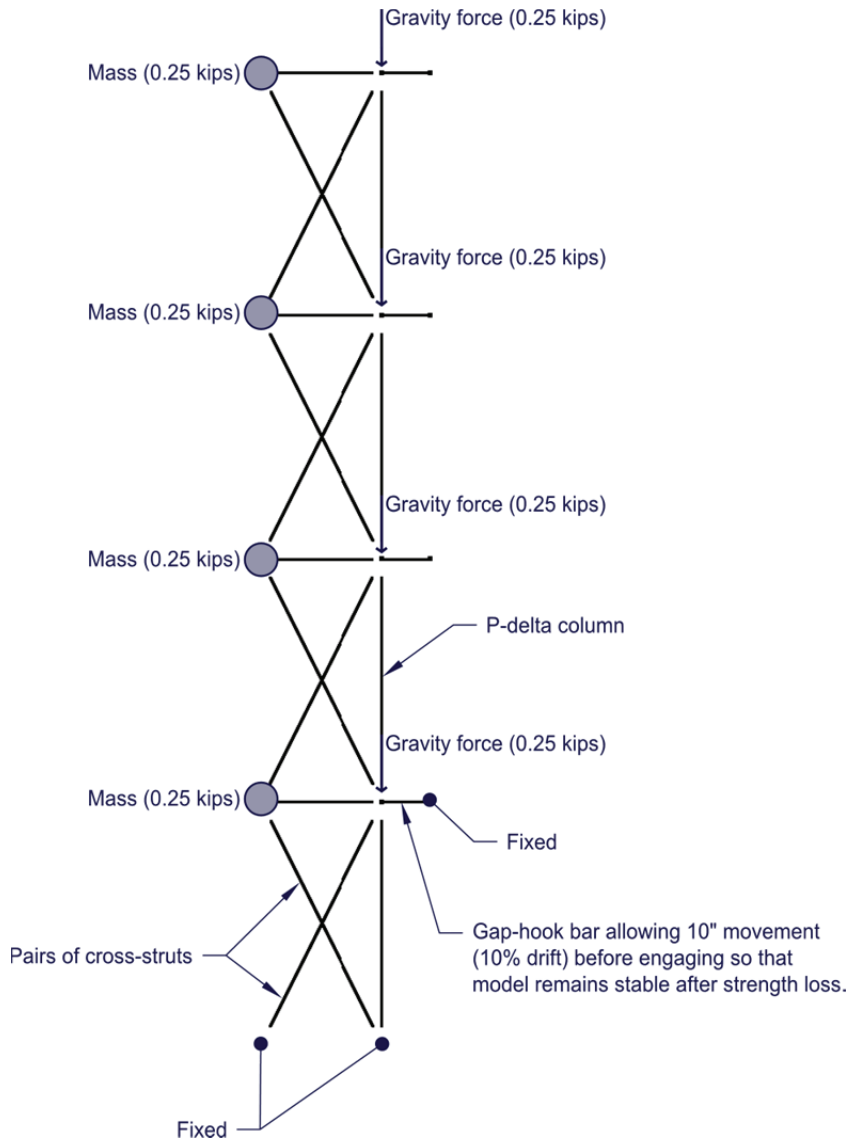 Gravity force (0.25 kips)
Mass (0.25 kips)
Gravity force (0.25 kips)
Mass (0.25 kips)
Gravity force (0.25 kips)
Mass (0.25 kips)
P-delta column
Gravity force (0.25 kips)
Mass (0.25 kips)
Fixed
Gap-hook bar allowing 10" movement
(10% drift) before engaging so that
model remains stable after strength loss.
Pairs of cross-struts
Fixed